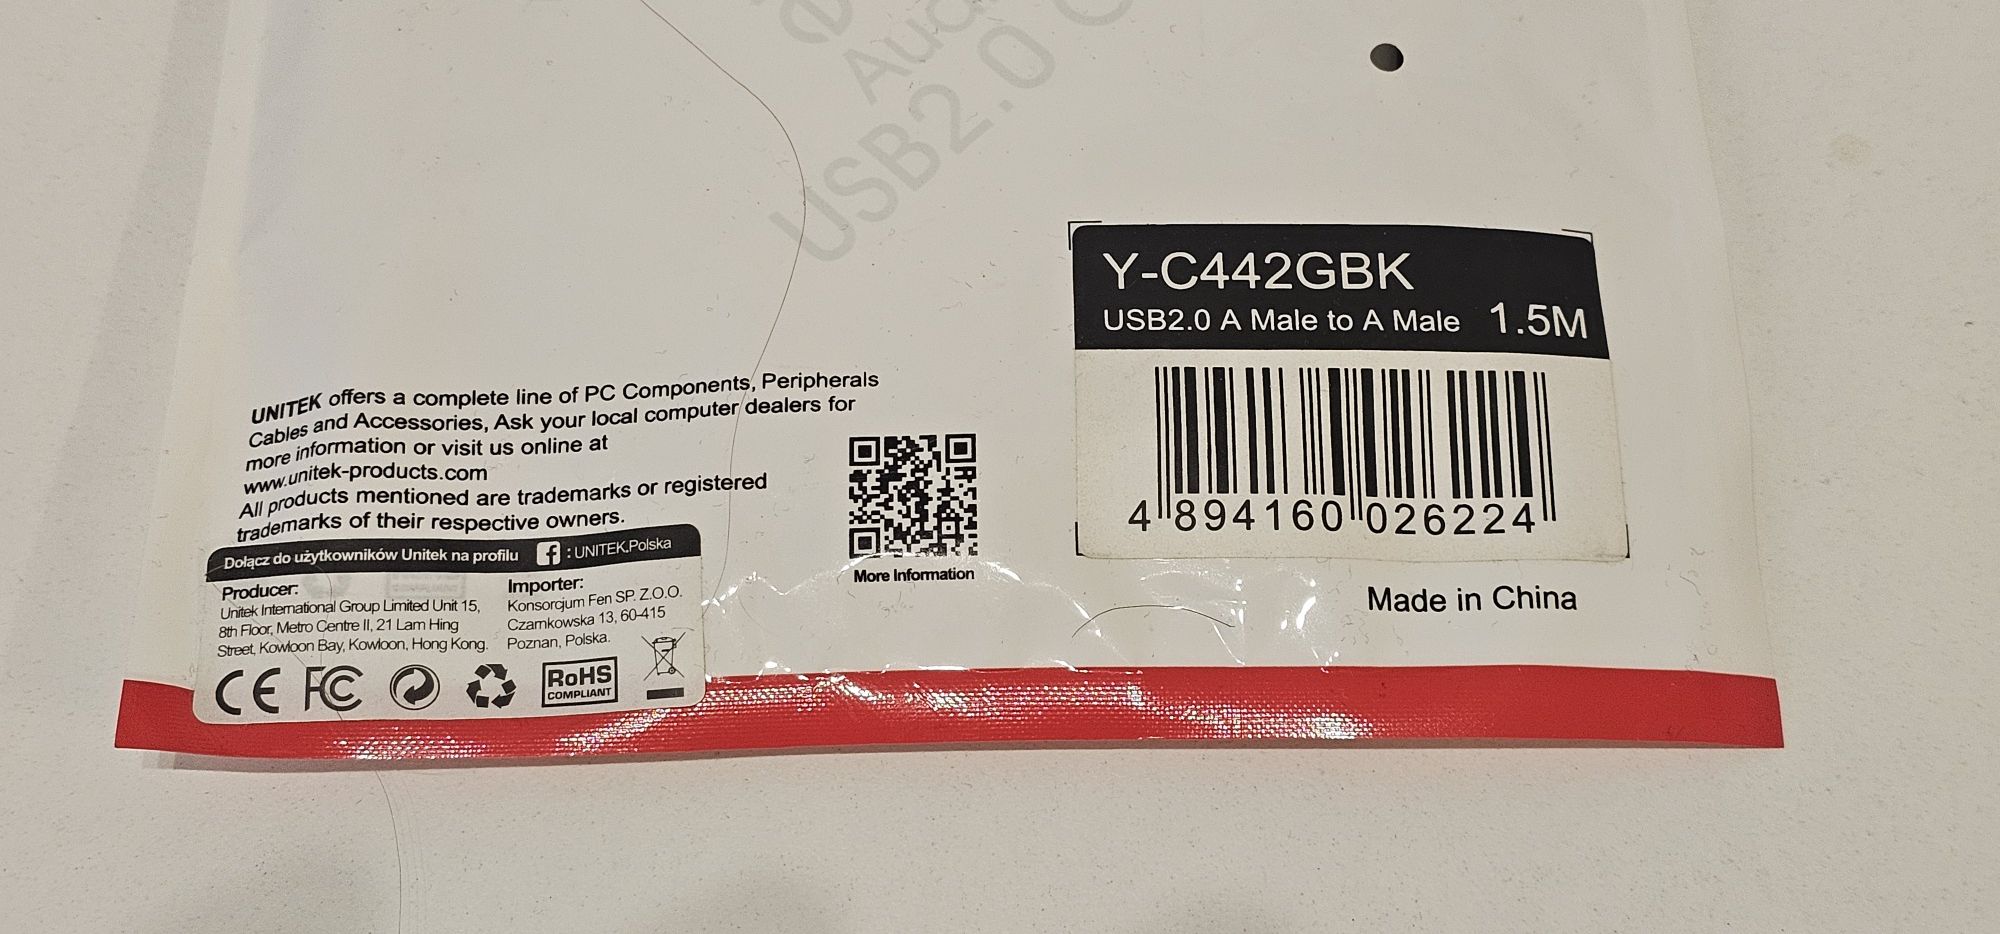 Aud
USB2.0
UNITEK offers a complete line of PC Components, Peripherals
Cables and Accessories, Ask your local computer dealers for
more information or visit us online at
www.unitek-products.com
All products mentioned are trademarks or registered
trademarks of their respective owners.
Dołącz do użytkowników Unitek na profilu f : UNITEK.Polska
Producer:
Unitek International Group Limited Unit 15,
8th Floor, Metro Centre II, 21 Lam Hing
Street, Kowloon Bay, Kowloon, Hong Kong.
Importer:
Konsorcjum Fen SP. Z.O.O.
Czarnkowska 13, 60-415
Poznan, Polska.
CE FC
RoHS
COMPLIANT
More Information
Y-C442GBK
USB2.0 A Male to A Male 1.5M
4 894160 026224
Made in China